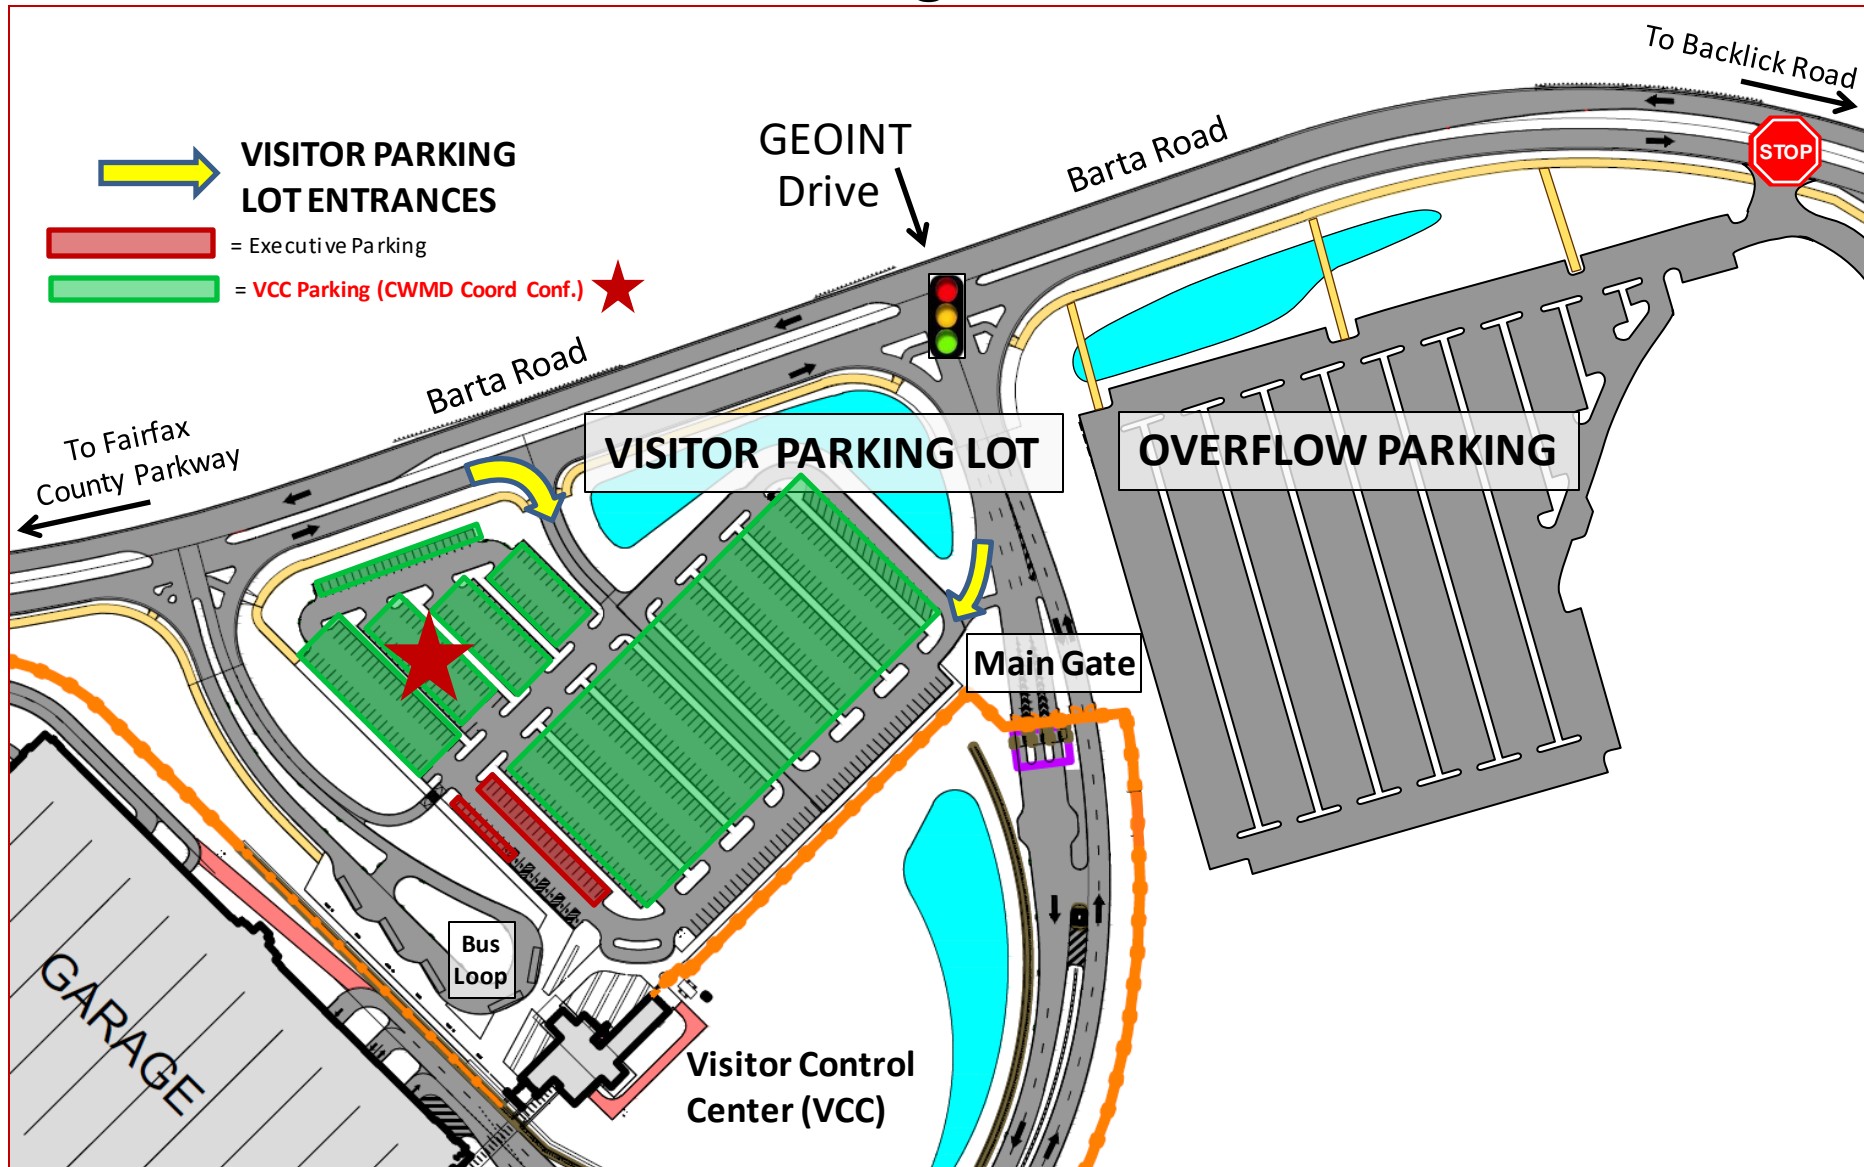 To Backlick Road
STOP
GEOINT
Drive
Barta Road
VISITOR PARKING
LOT ENTRANCES
= Executive Parking
= VCC Parking (CWMD Coord Conf.)
Barta Road
To Fairfax
County Parkway
VISITOR PARKING LOT
OVERFLOW PARKING
Main Gate
Bus
Loop
GARAGE
Visitor Control
Center (VCC)